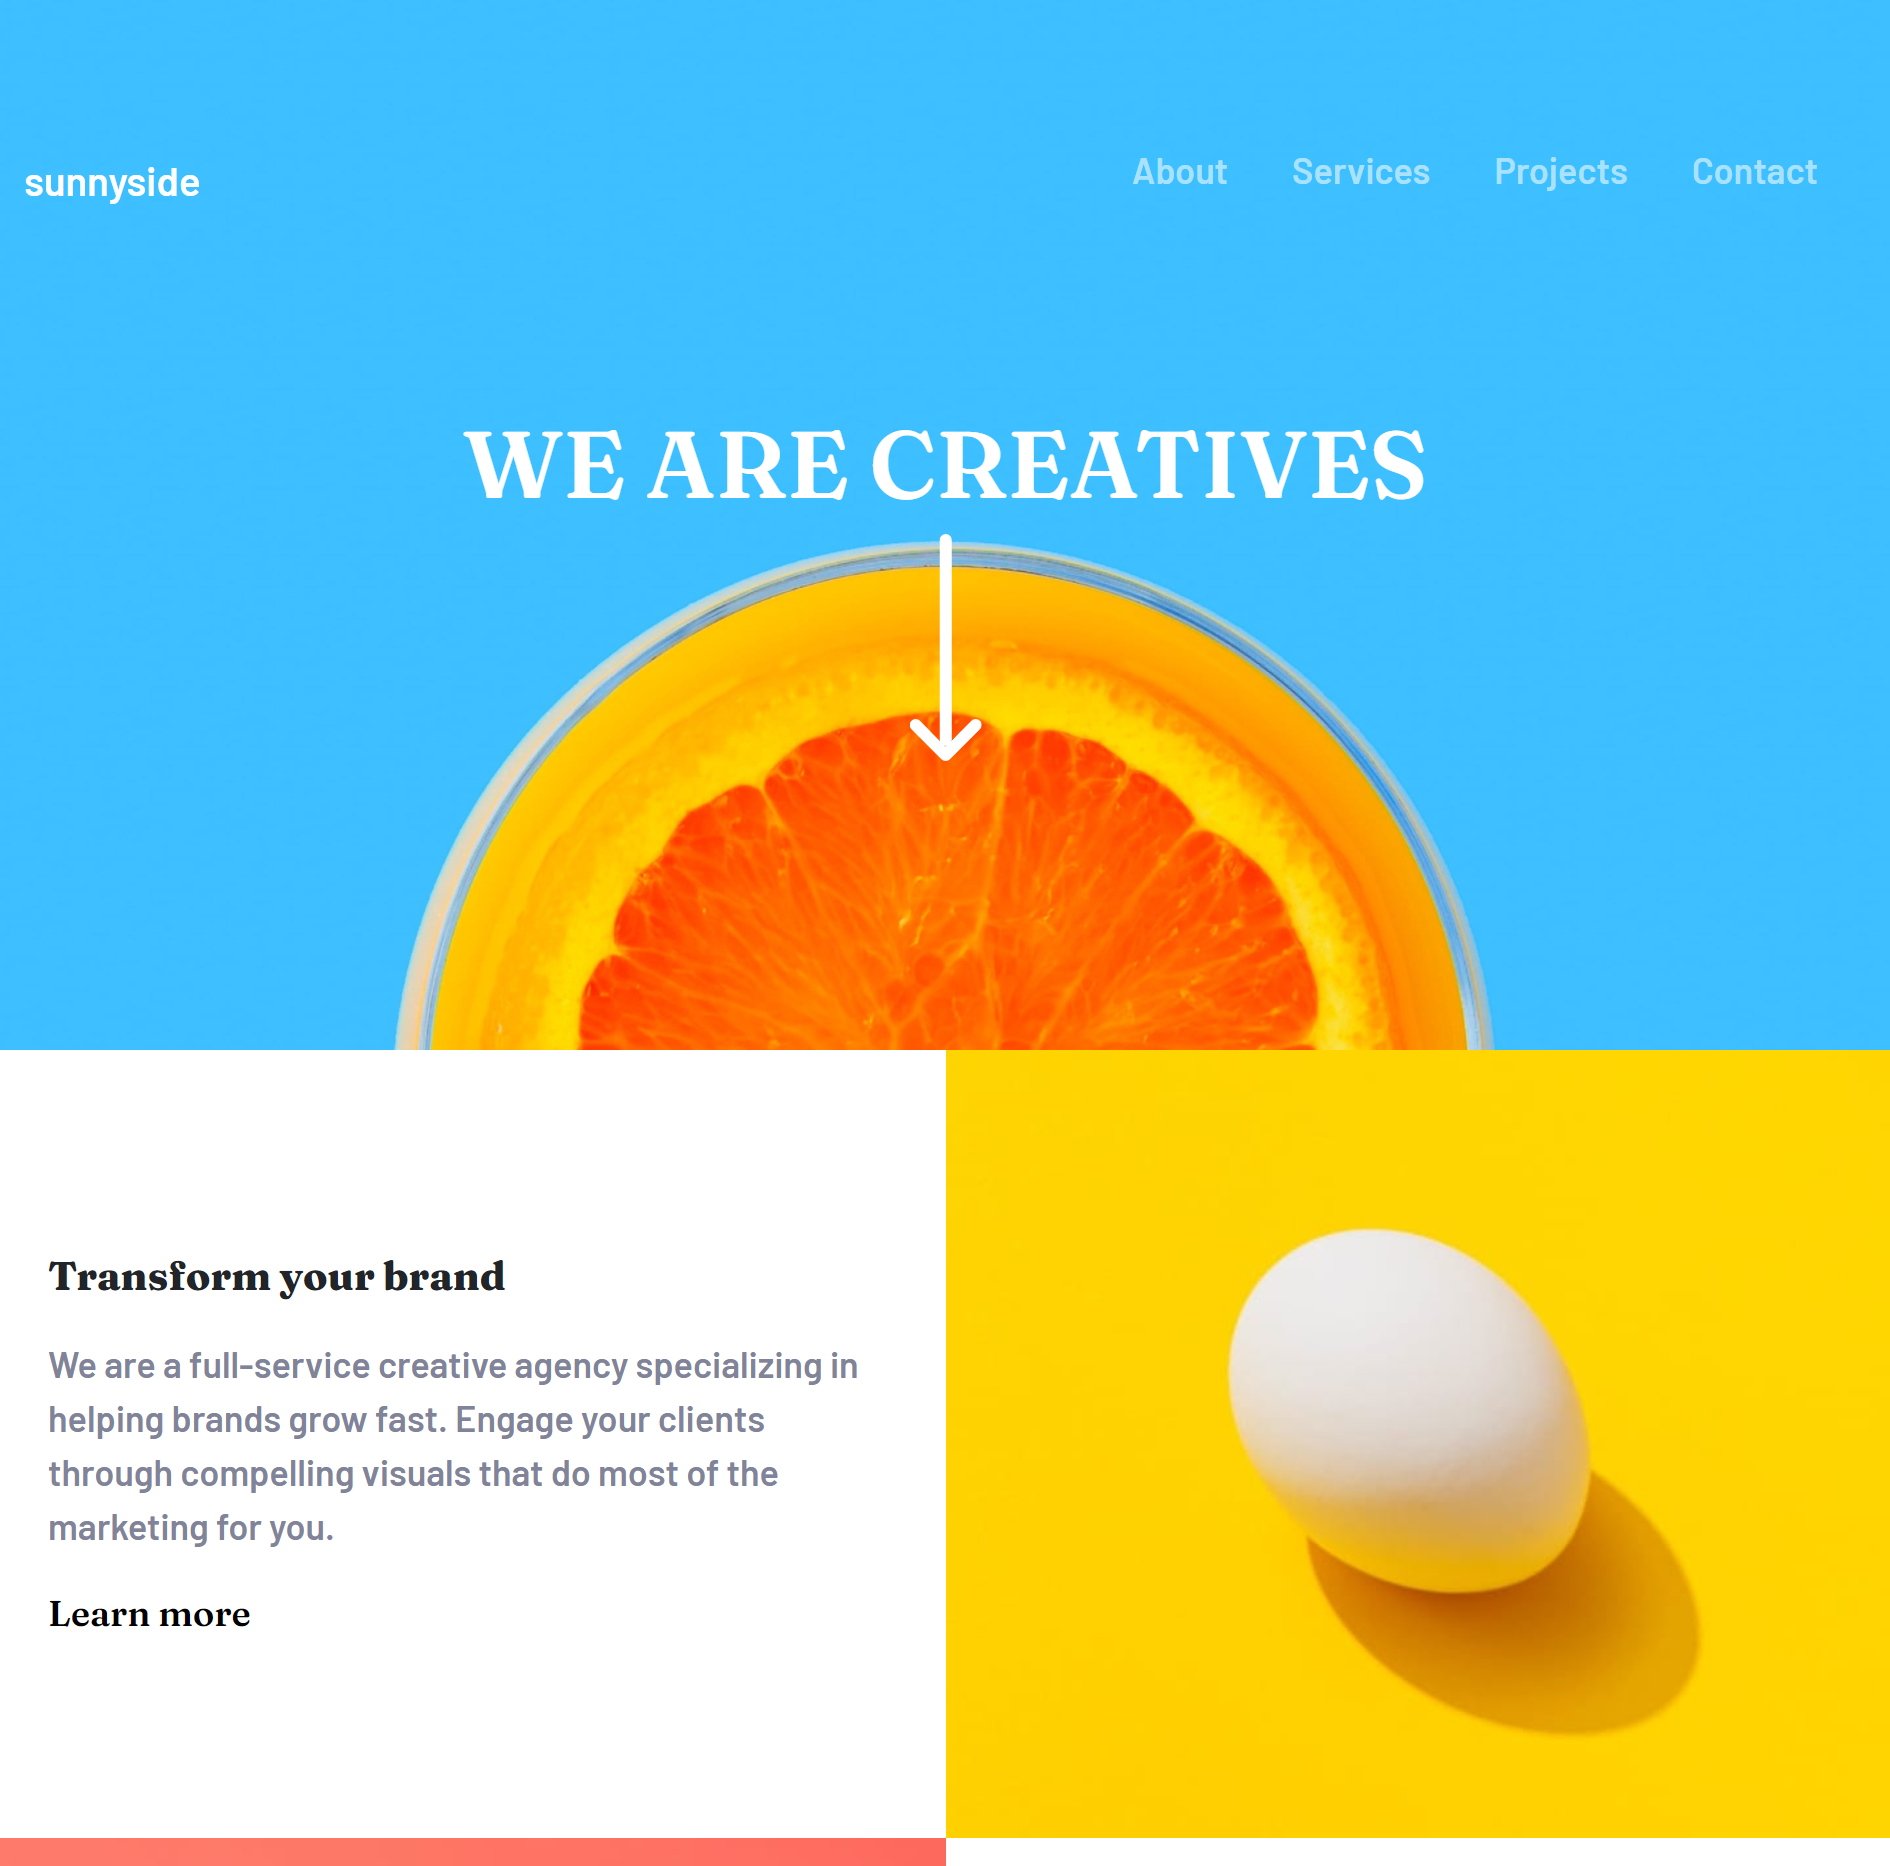 sunnyside
About Services Projects Contact
WE ARE CREATIVES
Transform your brand
We are a full-service creative agency specializing in
helping brands grow fast. Engage your clients
through compelling visuals that do most of the
marketing for you.
Learn more